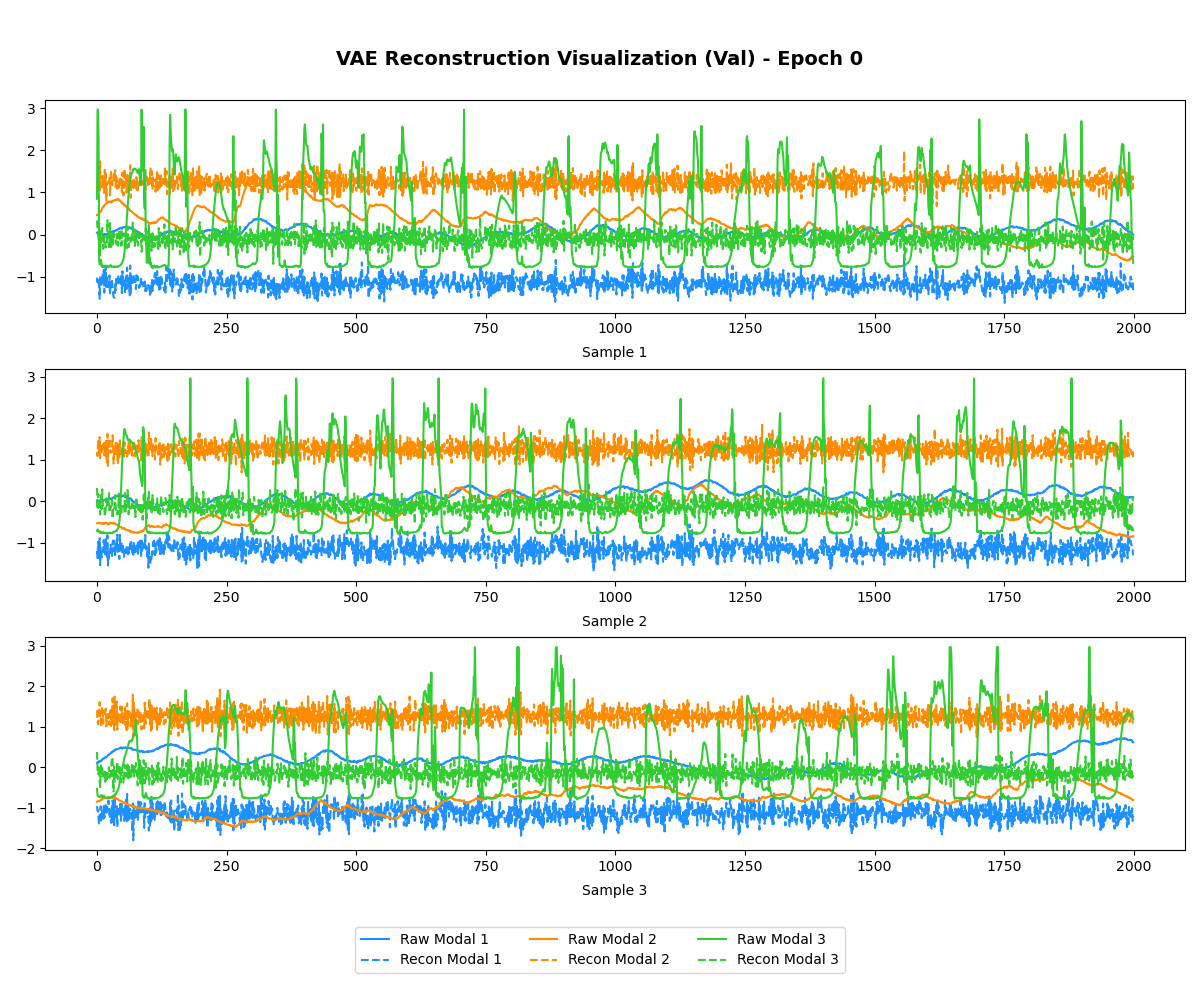 VAE Reconstruction Visualization (Val) - Epoch 0
3
2
1
0
−1
0 250 500 750 1000 1250 1500 1750 2000
Sample 1
3
2
1
0
−1
0 250 500 750 1000 1250 1500 1750 2000
Sample 2
3
2
1
0
−1
−2
0 250 500 750 1000 1250 1500 1750 2000
Sample 3
Raw Modal 1 Raw Modal 2 Raw Modal 3
Recon Modal 1 Recon Modal 2 Recon Modal 3